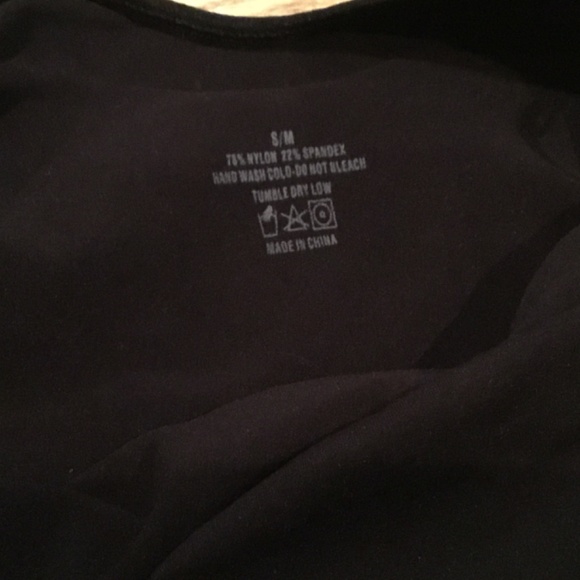 S/M
78% NYLON 22% SPANDEX
HAND WASH COLD-DO NOT BLEACH
TUMBLE DRY LOW
MADE IN CHINA